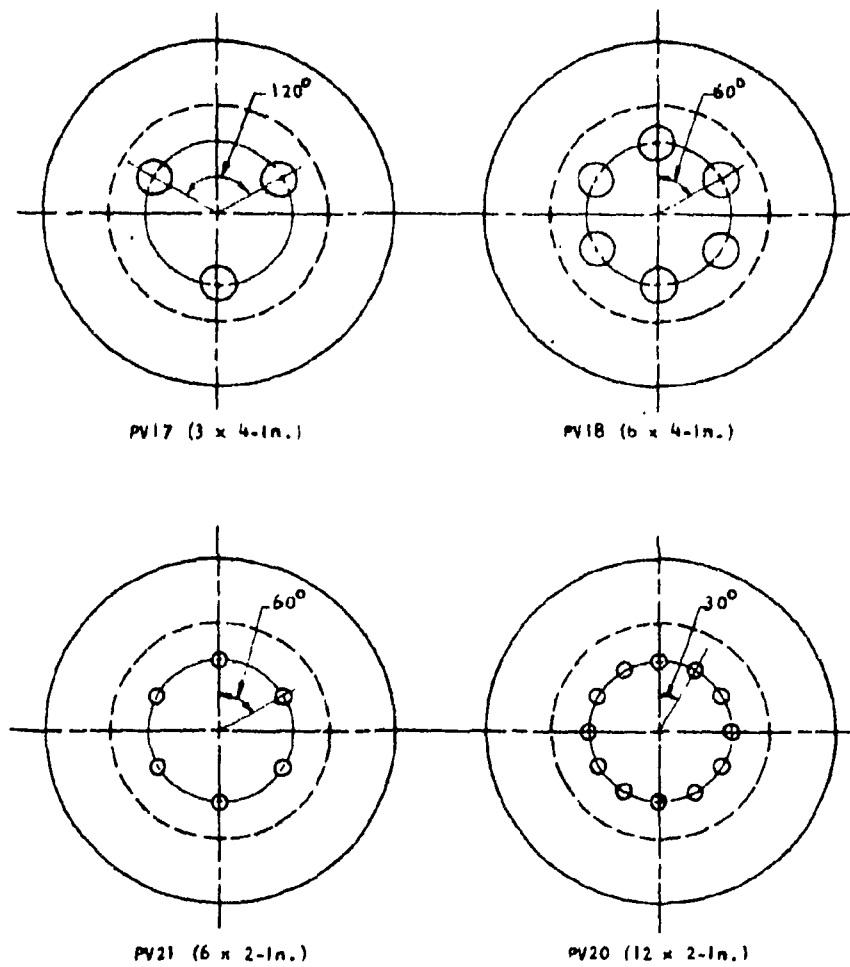 120°
60°
PV17 (3 x 4-in.)
PV18 (6 x 4-in.)
60°
30°
PV21 (6 x 2-in.)
PV20 (12 x 2-in.)